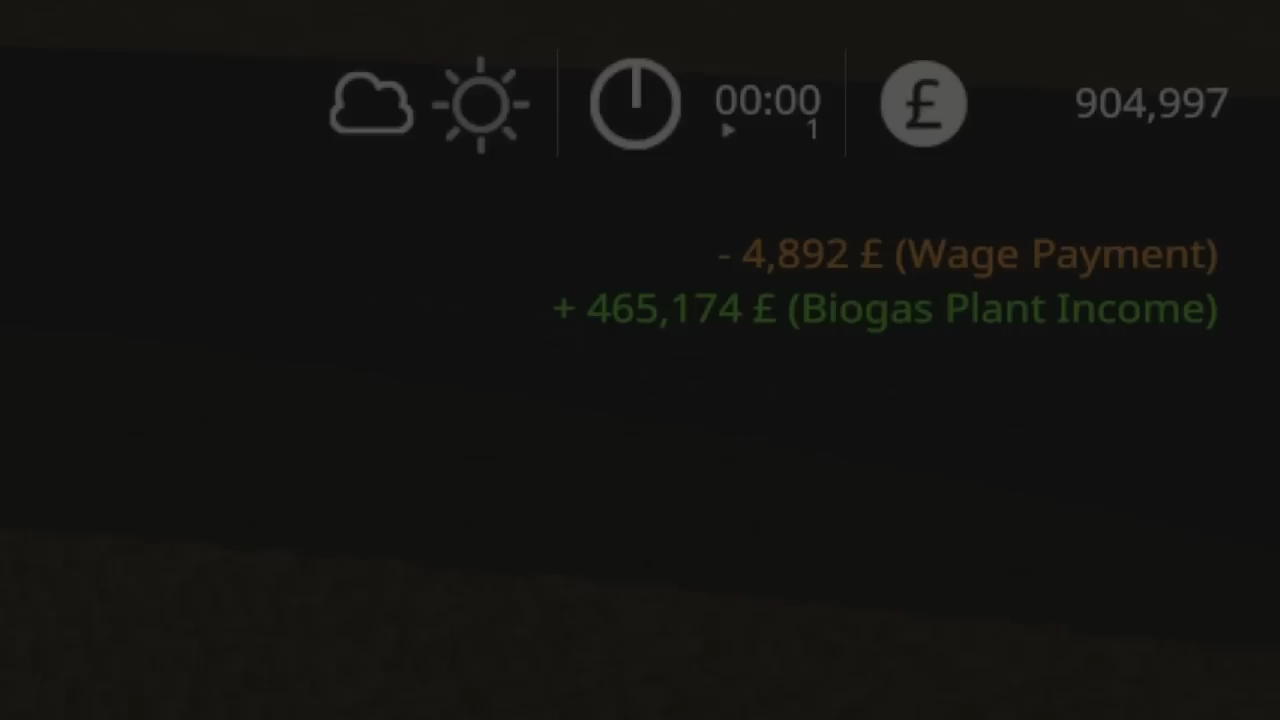 00:00
1
£
904,997
- 4,892 £ (Wage Payment)
+ 465,174 £ (Biogas Plant Income)